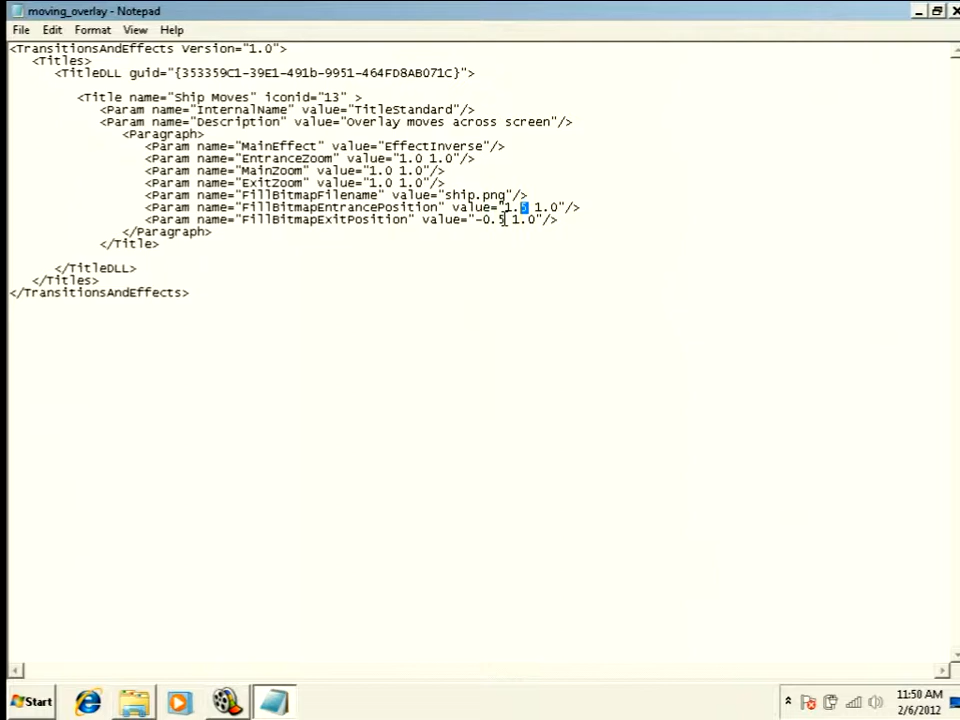 moving_overlay - Notepad
File Edit Format View Help
<TransitionsAndEffects Version="1.0">
<Titles>
<TitleDLL guid="{353359C1-39E1-491b-9951-464FD8AB071C}">
<Title name="Ship Moves" iconid="13" >
<Param name="InternalName" value="TitleStandard"/>
<Param name="Description" value="Overlay moves across screen"/>
<Paragraph>
<Param name="MainEffect" value="EffectInverse"/>
<Param name="EntranceZoom" value="1.0 1.0"/>
<Param name="MainZoom" value="1.0 1.0"/>
<Param name="ExitZoom" value="1.0 1.0"/>
<Param name="FillBitmapFilename" value="ship.png"/>
<Param name="FillBitmapEntrancePosition" value="1.5 1.0"/>
<Param name="FillBitmapExitPosition" value="-0.5 1.0"/>
</Paragraph>
</Title>
</TitleDLL>
</Titles>
</TransitionsAndEffects>
Start
11:50 AM
2/6/2012